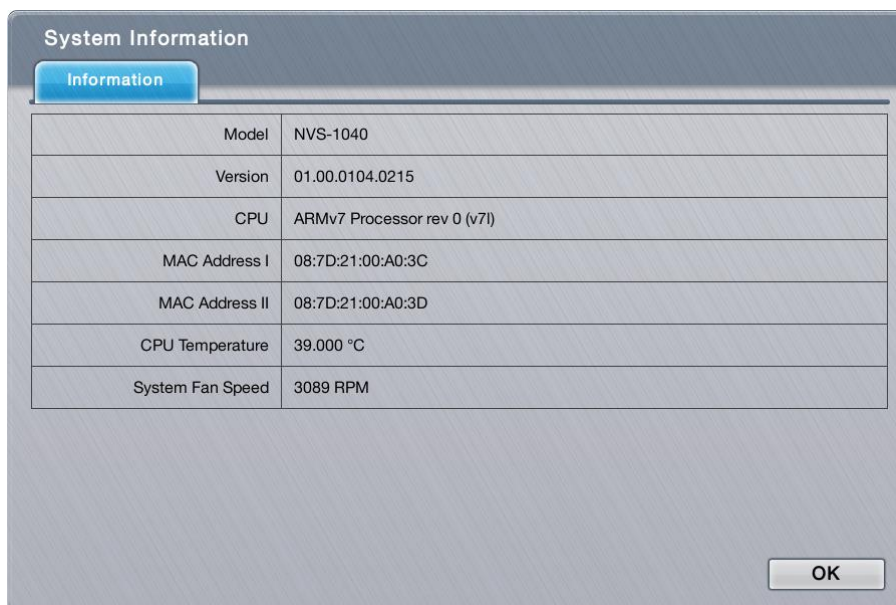 System Information
Information
Model NVS-1040
Version 01.00.0104.0215
CPU ARMv7 Processor rev 0 (v7l)
MAC Address I 08:7D:21:00:A0:3C
MAC Address II 08:7D:21:00:A0:3D
CPU Temperature 39.000 °C
System Fan Speed 3089 RPM
OK